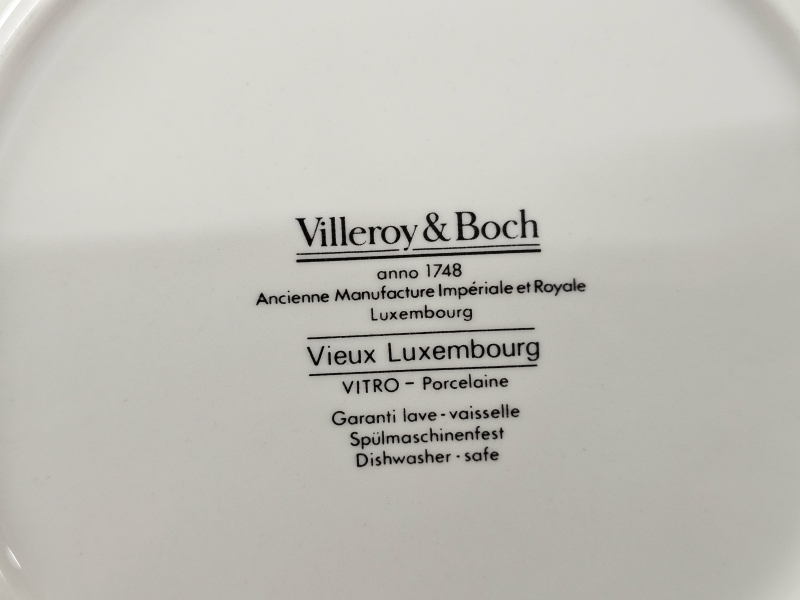 Villeroy & Boch
anno 1748
Ancienne Manufacture Impériale et Royale
Luxembourg
Vieux Luxembourg
VITRO - Porcelaine
Garanti lave-vaisselle
Spülmaschinenfest
Dishwasher-safe